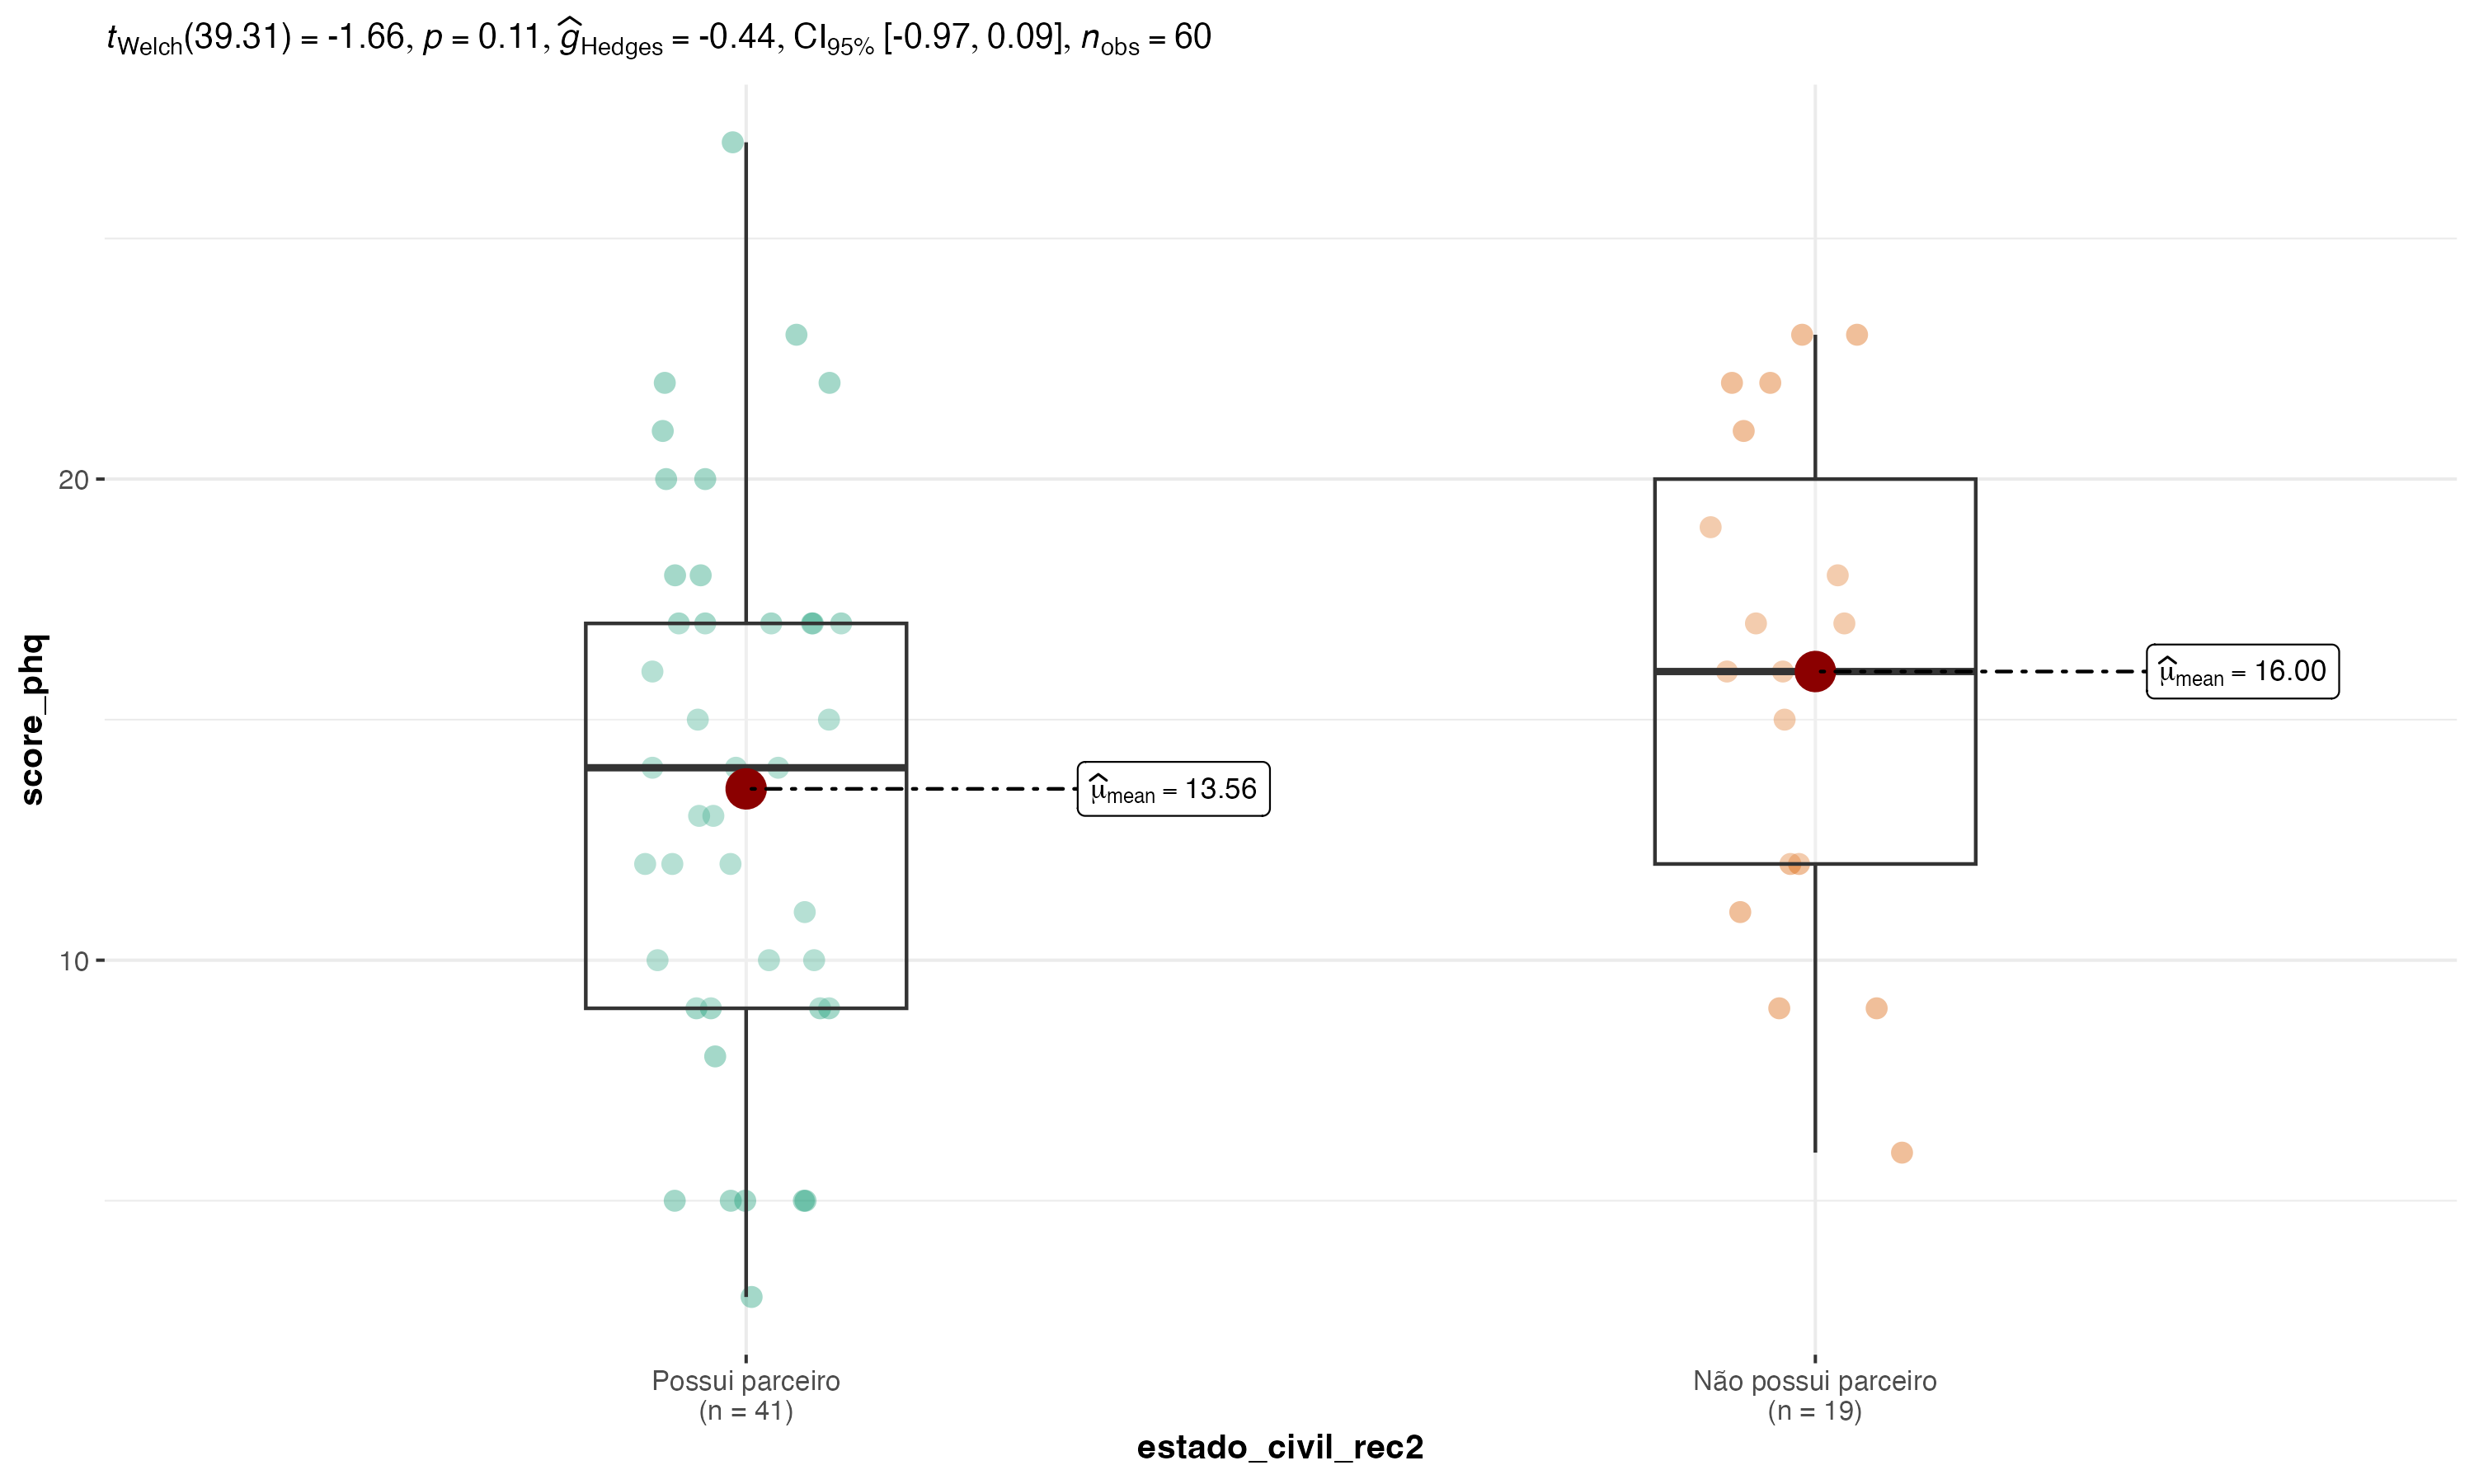 tWelch(39.31) = -1.66, p = 0.11, ĝHedges = -0.44, CI95% [-0.97, 0.09], nobs = 60
score_phq
20
10
μ̂mean = 13.56
μ̂mean = 16.00
Possui parceiro
(n = 41)
Não possui parceiro
(n = 19)
estado_civil_rec2